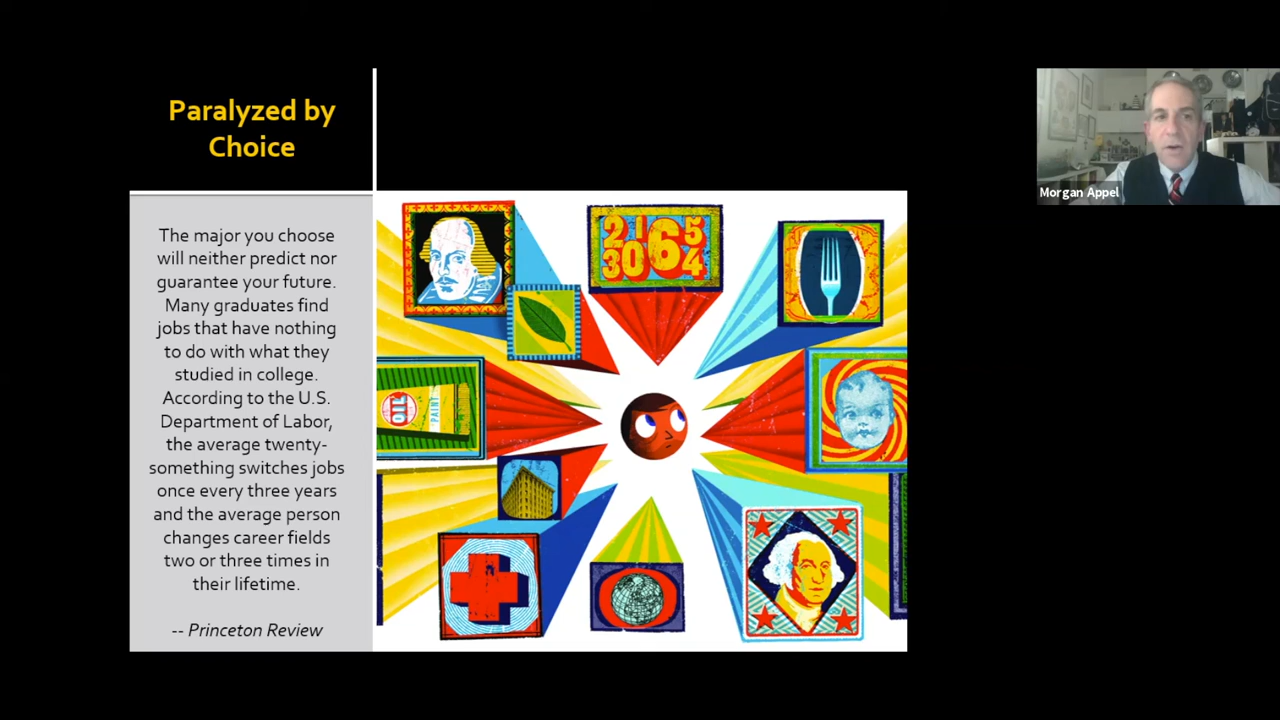 Paralyzed by
Choice
The major you choose
will neither predict nor
guarantee your future.
Many graduates find
jobs that have nothing
to do with what they
studied in college.
According to the U.S.
Department of Labor,
the average twenty-
something switches jobs
once every three years
and the average person
changes career fields
two or three times in
their lifetime.
-- Princeton Review
2 1 6 5
30 4
OIL
PAINT
Morgan Appel